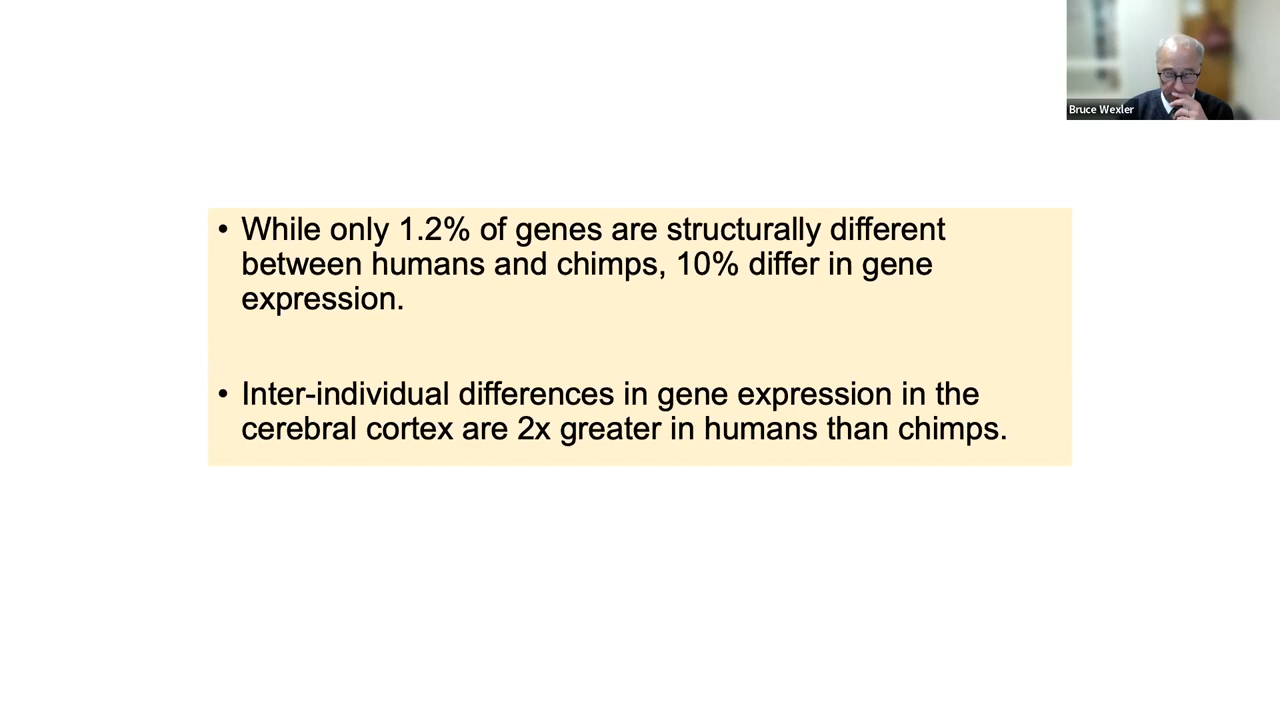 Bruce Wexler
• While only 1.2% of genes are structurally different
between humans and chimps, 10% differ in gene
expression.
• Inter-individual differences in gene expression in the
cerebral cortex are 2x greater in humans than chimps.